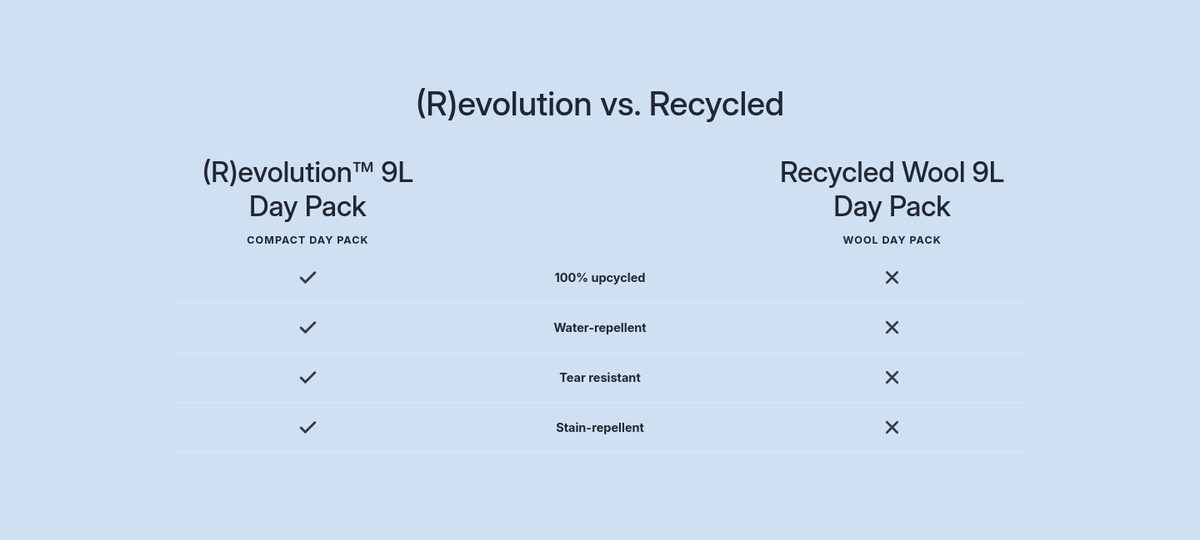 (R)evolution vs. Recycled
(R)evolution™ 9L
Day Pack
COMPACT DAY PACK
Recycled Wool 9L
Day Pack
WOOL DAY PACK
100% upcycled
Water-repellent
Tear resistant
Stain-repellent